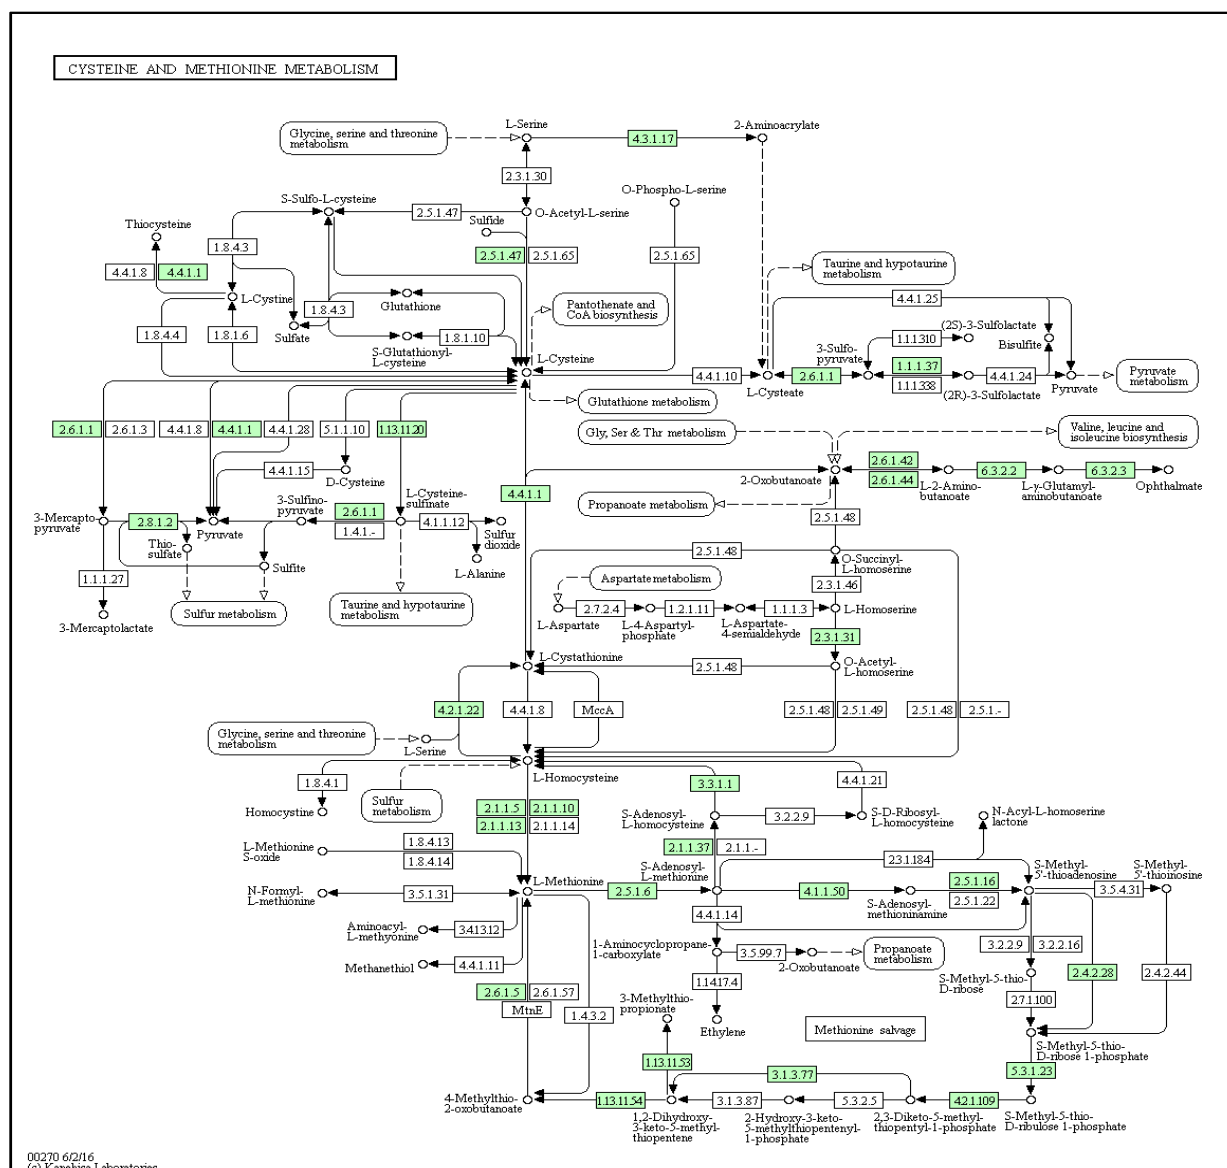 CYSTEINE AND METHIONINE METABOLISM
Glycine, serine and threonine
metabolism
L-Serine
4.3.1.17
2-Aminoacrylate
2.3.1.30
O-Phospho-L-serine
S-Sulfo-L-cysteine
2.5.1.47
O-Acetyl-L-serine
Thiocysteine
Sulfide
1.8.4.3
2.5.1.47
2.5.1.65
2.5.1.65
4.4.1.8
4.4.1.1
Taurine and hypotaurine
metabolism
L-Cystine
Glutathione
Pantothenate and
CoA biosynthesis
4.4.1.25
1.8.4.3
Sulfate
1.8.4.4
1.8.1.6
1.8.1.10
(2S)-3-Sulfolactate
1.1.1.310
Bisulfite
S-Glutathionyl-
L-cysteine
L-Cysteine
3-Sulfo-
pyruvate
1.1.1.37
4.4.1.10
2.6.1.1
4.4.1.24
1.1.1.338
L-Cysteate
(2R)-3-Sulfolactate
Pyruvate
Pyruvate
metabolism
Glutathione metabolism
2.6.1.1
2.6.1.3
4.4.1.8
4.4.1.1
4.4.1.28
5.1.1.10
1.13.11.20
Gly, Ser & Thr metabolism
Valine, leucine and
isoleucine biosynthesis
4.4.1.15
D-Cysteine
2.6.1.42
2.6.1.44
6.3.2.2
6.3.2.3
2-Oxobutanoate
L-2-Amino-
butanoate
L-γ-Glutamyl-
aminobutanoate
Ophthalmate
4.4.1.1
3-Sulfino-
pyruvate
L-Cysteine-
sulfinate
Propanoate metabolism
3-Mercapto-
pyruvate
2.8.1.2
Pyruvate
2.6.1.1
1.4.1.-
4.1.1.12
Sulfur
dioxide
2.5.1.48
Thio-
sulfate
Sulfite
L-Alanine
2.5.1.48
O-Succinyl-
L-homoserine
1.1.1.27
Aspartate metabolism
2.3.1.46
Sulfur metabolism
Taurine and hypotaurine
metabolism
3-Mercaptolactate
2.7.2.4
1.2.1.11
1.1.1.3
L-Homoserine
L-Aspartate
L-4-Aspartyl-
phosphate
L-Aspartate-
4-semialdehyde
2.3.1.31
L-Cystathionine
2.5.1.48
O-Acetyl-
L-homoserine
4.2.1.22
4.4.1.8
MccA
2.5.1.48
2.5.1.49
2.5.1.48
2.5.1.-
Glycine, serine and threonine
metabolism
L-Serine
L-Homocysteine
1.8.4.1
Sulfur
metabolism
3.3.1.1
4.4.1.21
Homocystine
2.1.1.5
2.1.1.10
2.1.1.13
2.1.1.14
S-Adenosyl-
L-homocysteine
3.2.2.9
S-D-Ribosyl-
L-homocysteine
N-Acyl-L-homoserine
lactone
L-Methionine
S-oxide
1.8.4.13
1.8.4.14
2.1.1.37
2.1.1.-
2.3.1.184
S-Adenosyl-
L-methionine
S-Methyl-
5'-thioadenosine
S-Methyl-
5'-thioinosine
N-Formyl-
L-methionine
3.5.1.31
L-Methionine
2.5.1.6
4.1.1.50
2.5.1.16
2.5.1.22
3.5.4.31
S-Adenosyl-
methioninamine
4.4.1.14
Aminoacyl-
L-methyonine
3.4.13.12
3.2.2.9
3.2.2.16
Methanethiol
4.4.1.11
1-Aminocyclopropane-
1-carboxylate
3.5.99.7
2-Oxobutanoate
Propanoate
metabolism
2.4.2.28
2.4.2.44
S-Methyl-5-thio-
D-ribose
1.14.17.4
2.6.1.5
2.6.1.57
MtnE
1.4.3.2
3-Methylthio-
propionate
2.7.1.100
Ethylene
Methionine salvage
S-Methyl-5-thio-
D-ribose 1-phosphate
1.13.11.53
3.1.3.77
5.3.1.23
4-Methylthio-
2-oxobutanoate
1.13.11.54
3.1.3.87
5.3.2.5
4.2.1.109
1,2-Dihydroxy-
3-keto-5-methyl-
thiopentene
2-Hydroxy-3-keto-
5-methylthiopentenyl-
1-phosphate
2,3-Diketo-5-methyl-
thiopentyl-1-phosphate
S-Methyl-5-thio-
D-ribulose 1-phosphate
00270 6/2/16
(c) Kanehisa Laboratories